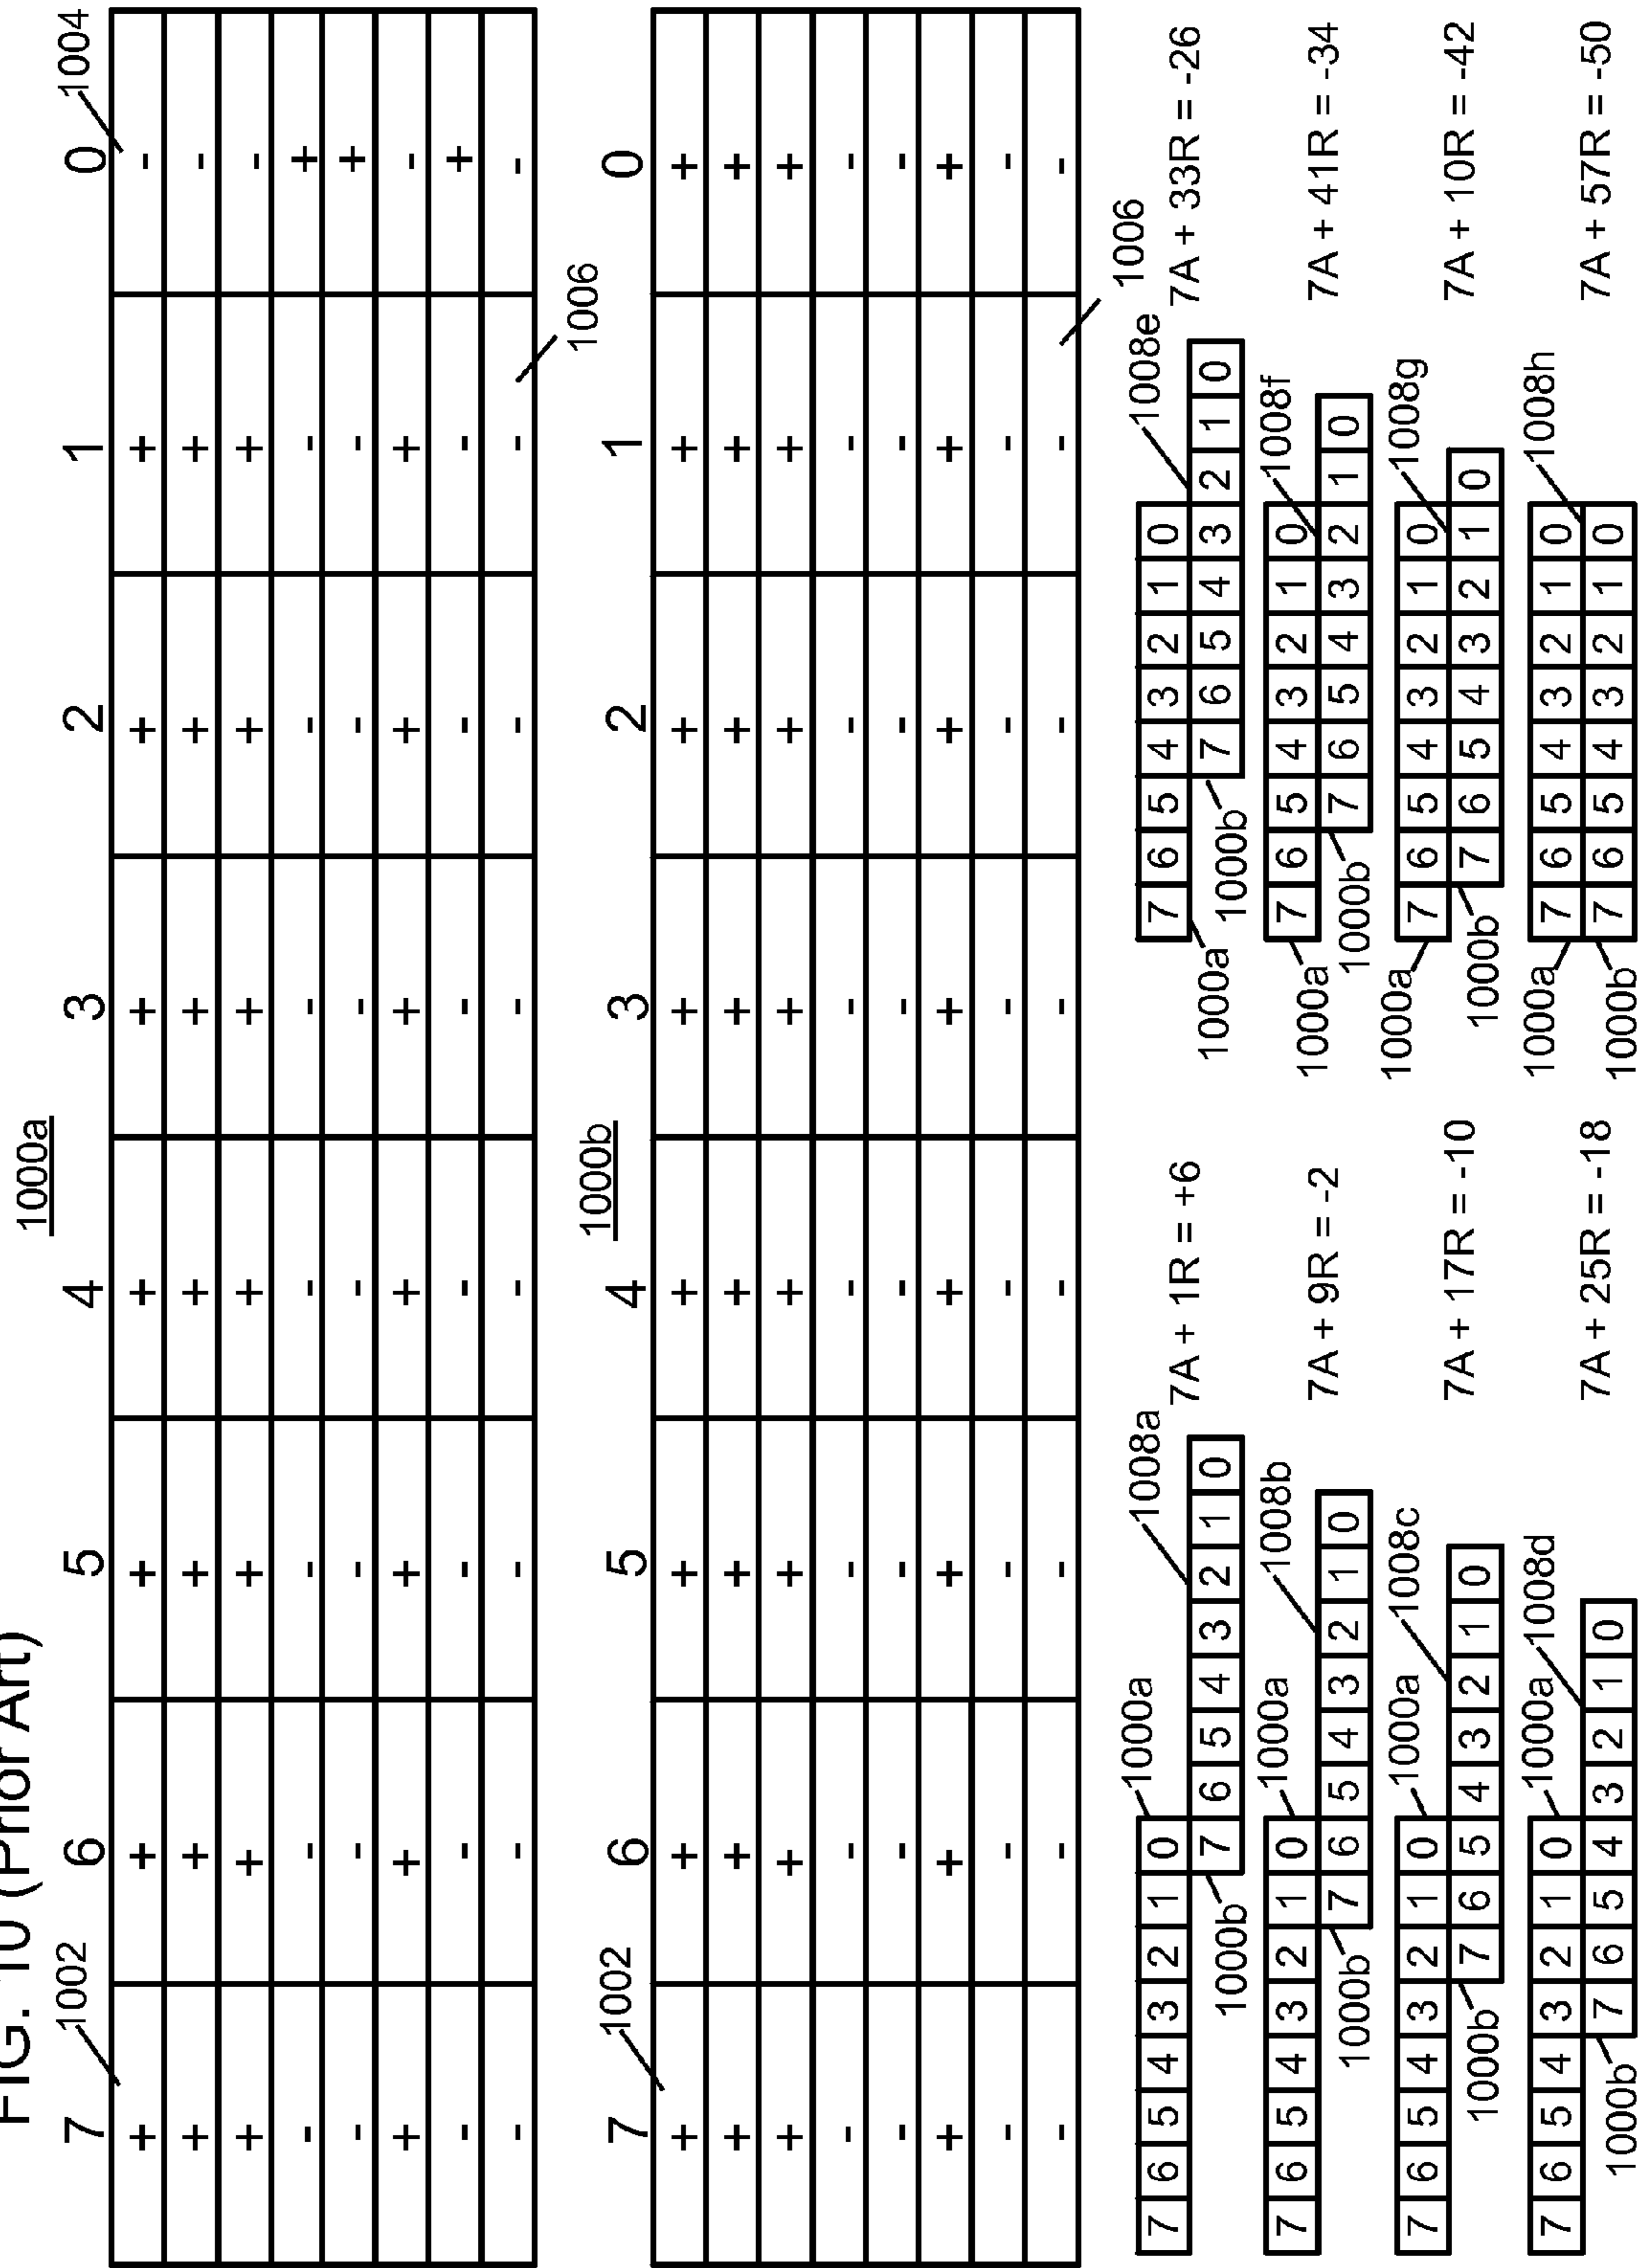 FIG. 10 (Prior Art)
1000a
1002
1004
7 6 5 4 3 2 1 0
+ + + + + + + -
+ + + + + + + -
+ + + + + + + -
- - - - - - - +
- - - - - - - +
+ + + + + + + -
- - - - - - - +
- - - - - - - -
1006
1000b
1002
7 6 5 4 3 2 1 0
+ + + + + + + +
+ + + + + + + +
+ + + + + + + +
- - - - - - - -
- - - - - - - -
+ + + + + + + +
- - - - - - - -
- - - - - - - -
1006
1000a
1008a
7 6 5 4 3 2 1 0
7 6 5 4 3 2 1 0
1000b
7A + 1R = +6
1000a
1008b
7 6 5 4 3 2 1 0
7 6 5 4 3 2 1 0
1000b
7A + 9R = -2
1000a
1008c
7 6 5 4 3 2 1 0
7 6 5 4 3 2 1 0
1000b
7A + 17R = -10
1000a
1008d
7 6 5 4 3 2 1 0
7 6 5 4 3 2 1 0
1000b
7A + 25R = -18
1008e
7 6 5 4 3 2 1 0
7 6 5 4 3 2 1 0
1000a
1000b
7A + 33R = -26
1008f
7 6 5 4 3 2 1 0
7 6 5 4 3 2 1 0
1000a
1000b
7A + 41R = -34
1008g
7 6 5 4 3 2 1 0
7 6 5 4 3 2 1 0
1000a
1000b
7A + 10R = -42
1008h
7 6 5 4 3 2 1 0
7 6 5 4 3 2 1 0
1000a
1000b
7A + 57R = -50